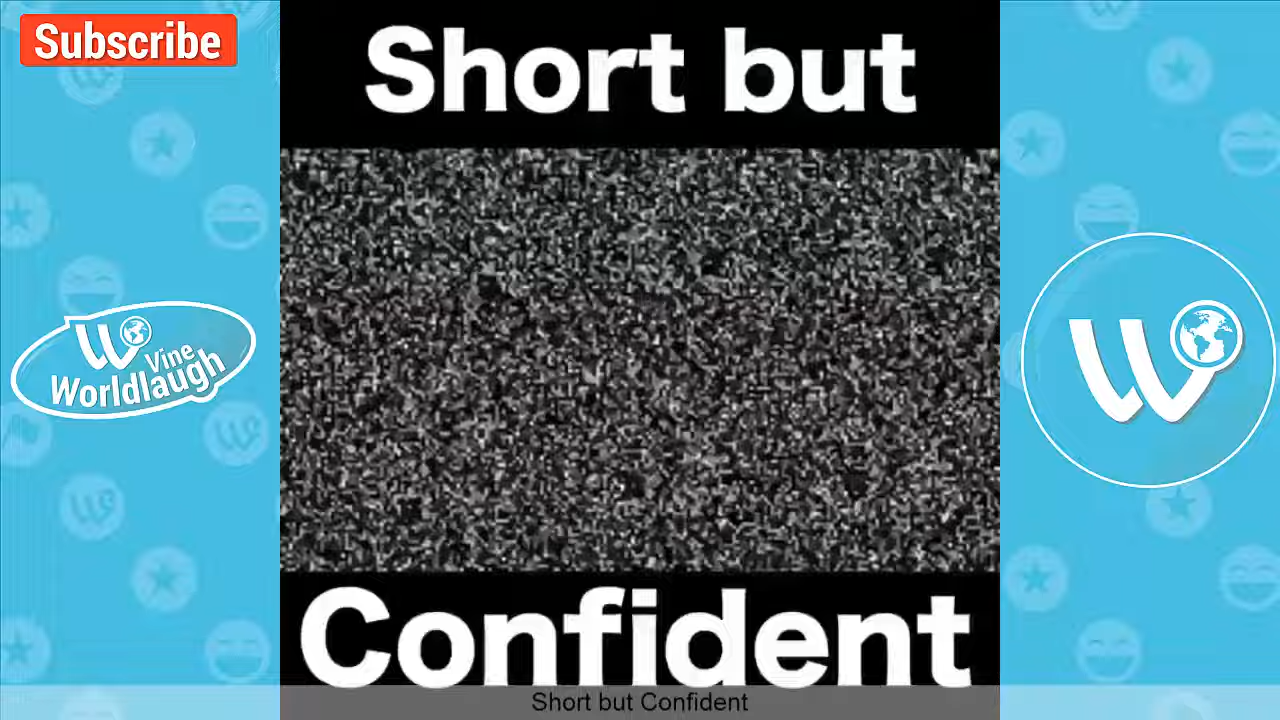 Subscribe
Short but
W Vine
Worldlaugh
W
Confident
Short but Confident